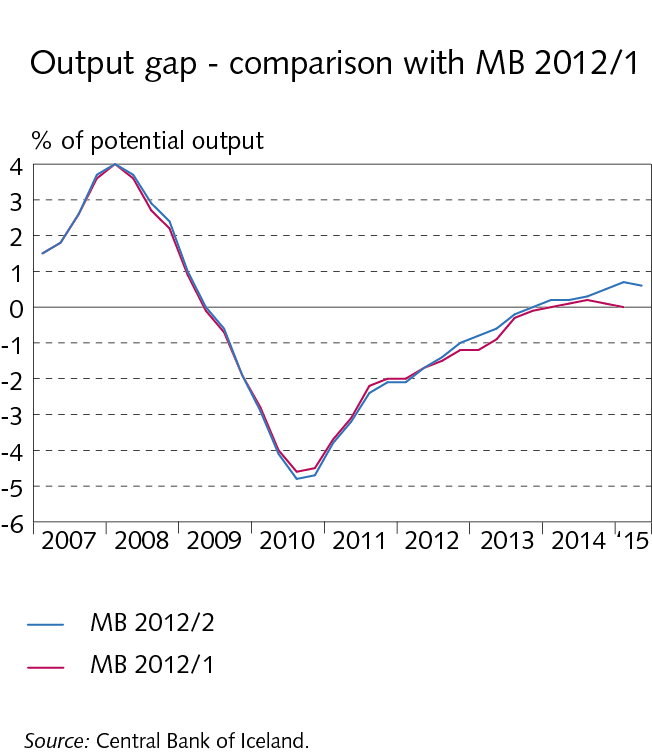 Output gap - comparison with MB 2012/1
% of potential output
4
3
2
1
0
-1
-2
-3
-4
-5
-6
2007 2008 2009 2010 2011 2012 2013 2014 '15
MB 2012/2
MB 2012/1
Source: Central Bank of Iceland.